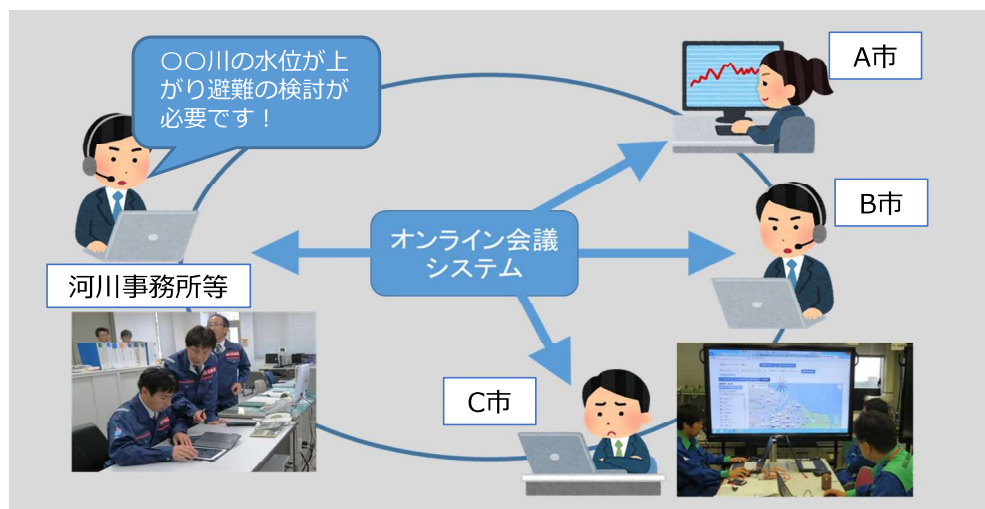 〇〇川の水位が上
がり避難の検討が
必要です！
A市
B市
オンライン会議
システム
河川事務所等
C市